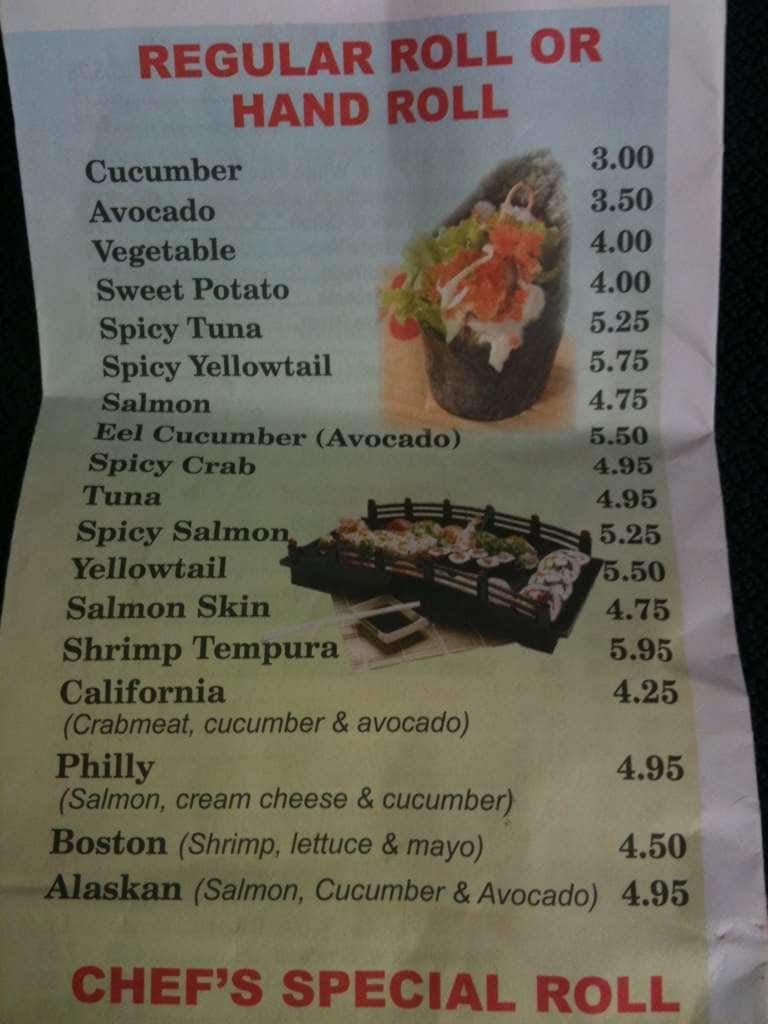 REGULAR ROLL OR
HAND ROLL
Cucumber 3.00
Avocado 3.50
Vegetable 4.00
Sweet Potato 4.00
Spicy Tuna 5.25
Spicy Yellowtail 5.75
Salmon 4.75
Eel Cucumber (Avocado) 5.50
Spicy Crab 4.95
Tuna 4.95
Spicy Salmon 5.25
Yellowtail 5.50
Salmon Skin 4.75
Shrimp Tempura 5.95
California 4.25
(Crabmeat, cucumber & avocado)
Philly 4.95
(Salmon, cream cheese & cucumber)
Boston (Shrimp, lettuce & mayo) 4.50
Alaskan (Salmon, Cucumber & Avocado) 4.95
CHEF'S SPECIAL ROLL